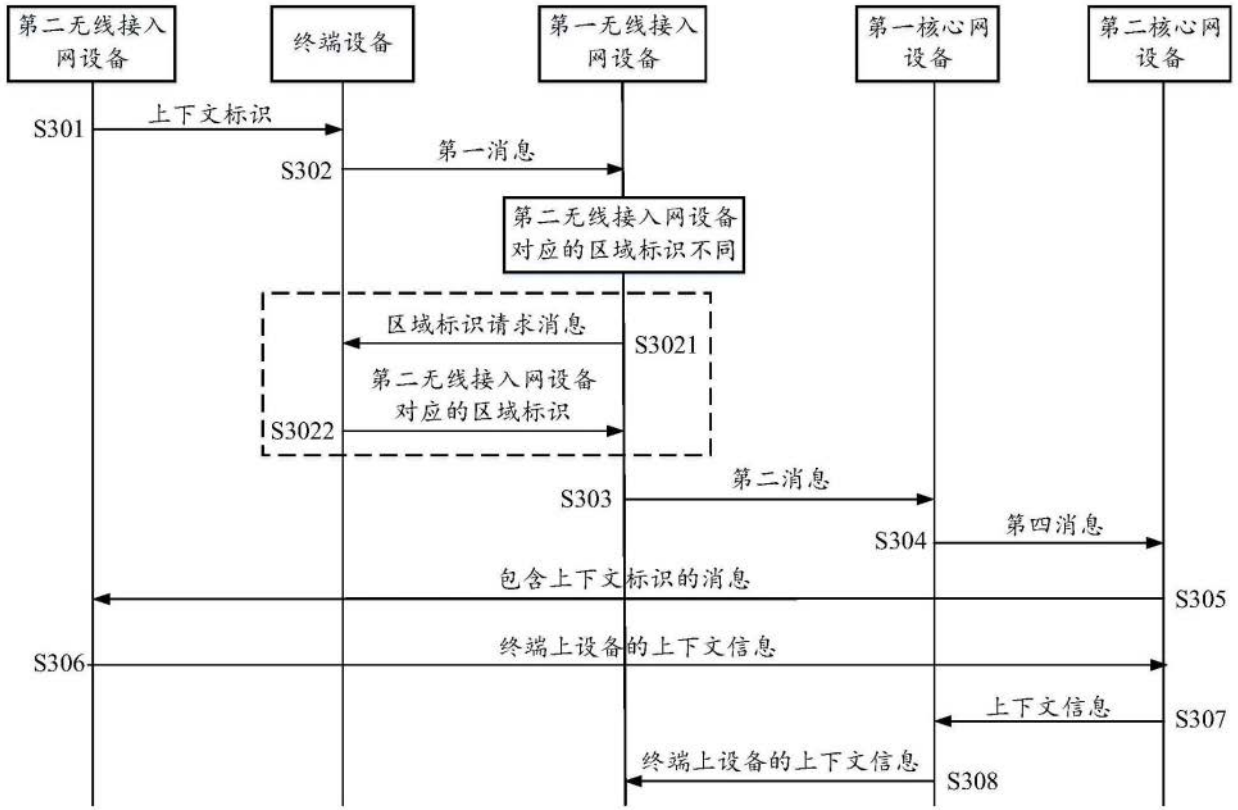 第二无线接入
网设备
终端设备
第一无线接入
网设备
第一核心网
设备
第二核心网
设备
S301
上下文标识
S302
第一消息
第二无线接入网设备
对应的区域标识不同
区域标识请求消息
S3021
第二无线接入网设备
对应的区域标识
S3022
S303
第二消息
S304
第四消息
包含上下文标识的消息
S305
S306
终端上设备的上下文信息
上下文信息
S307
终端上设备的上下文信息
S308